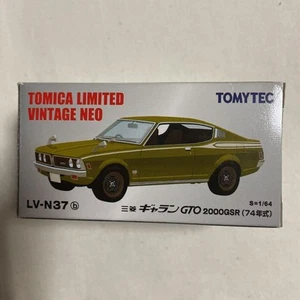 TOMICA LIMITED
VINTAGE NEO
TOMYTEC
S=1/64
LV-N37 b 三菱 ギャラン GTO 2000GSR (74年式)